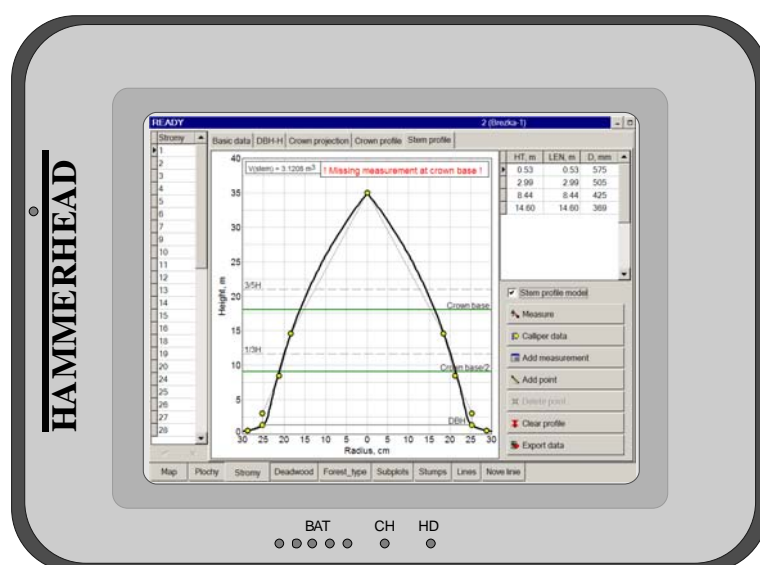 HAMMERHEAD
READY
2 (Brezka-1)
Stromy
1
2
3
4
5
6
7
8
9
10
11
12
13
14
15
16
18
19
20
24
25
26
27
28
Basic data DBH-H Crown projection Crown profile Stem profile
V(stem) = 3.1208 m3
! Missing measurement at crown base !
40
35
30
25
20
15
10
5
0
Height, m
3/5H
Crown base
1/3H
Crown base/2
DBH
30 25 20 15 10 5 0 5 10 15 20 25 30
Radius, cm
HT, m LEN, m D, mm
0.53 0.53 575
2.99 2.99 505
8.44 8.44 425
14.60 14.60 369
Stem profile model
Measure
Calliper data
Add measurement
Add point
Delete point
Clear profile
Export data
Map Plochy Stromy Deadwood Forest_type Subplots Stumps Lines Nove linie
BAT CH HD